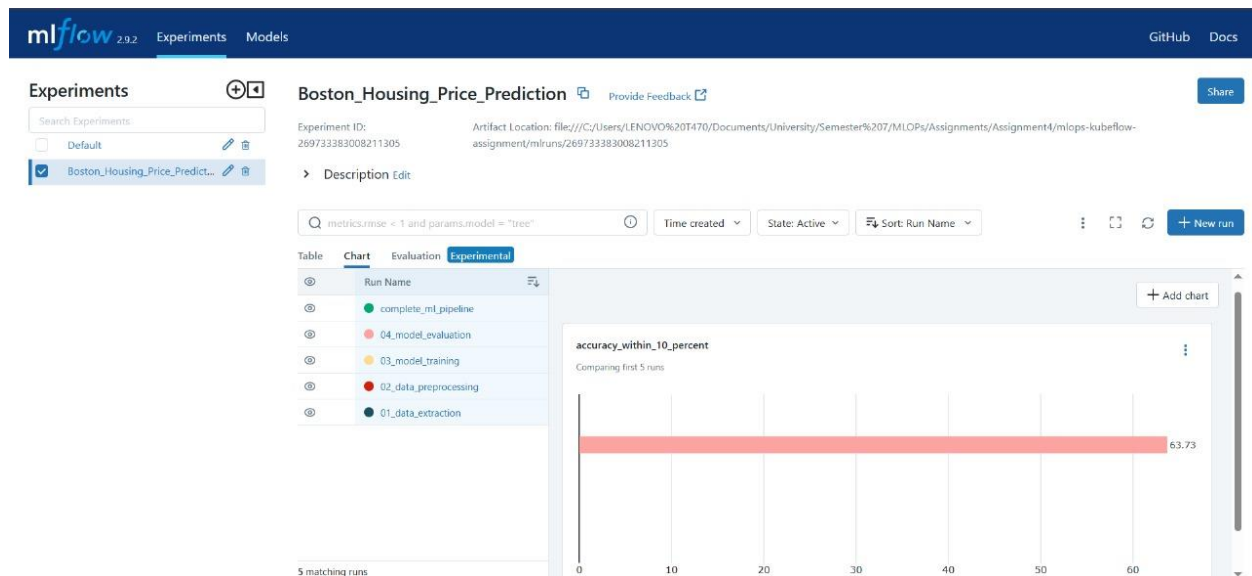 mlflow 2.9.2 Experiments Models GitHub Docs
Experiments
Search Experiments
Default
Boston_Housing_Price_Predict...
Boston_Housing_Price_Prediction Provide Feedback Share
Experiment ID:
269733383008211305
Artifact Location: file:///C:/Users/LENOVO%20T470/Documents/University/Semester%207/MLOPs/Assignments/Assignment4/mlops-kubeflow-
assignment/mlruns/269733383008211305
Description Edit
metrics.rmse < 1 and params.model = "tree" Time created State: Active Sort: Run Name + New run
Table Chart Evaluation Experimental
Run Name
complete_ml_pipeline
04_model_evaluation
03_model_training
02_data_preprocessing
01_data_extraction
5 matching runs
+ Add chart
accuracy_within_10_percent
Comparing first 5 runs
63.73
0 10 20 30 40 50 60